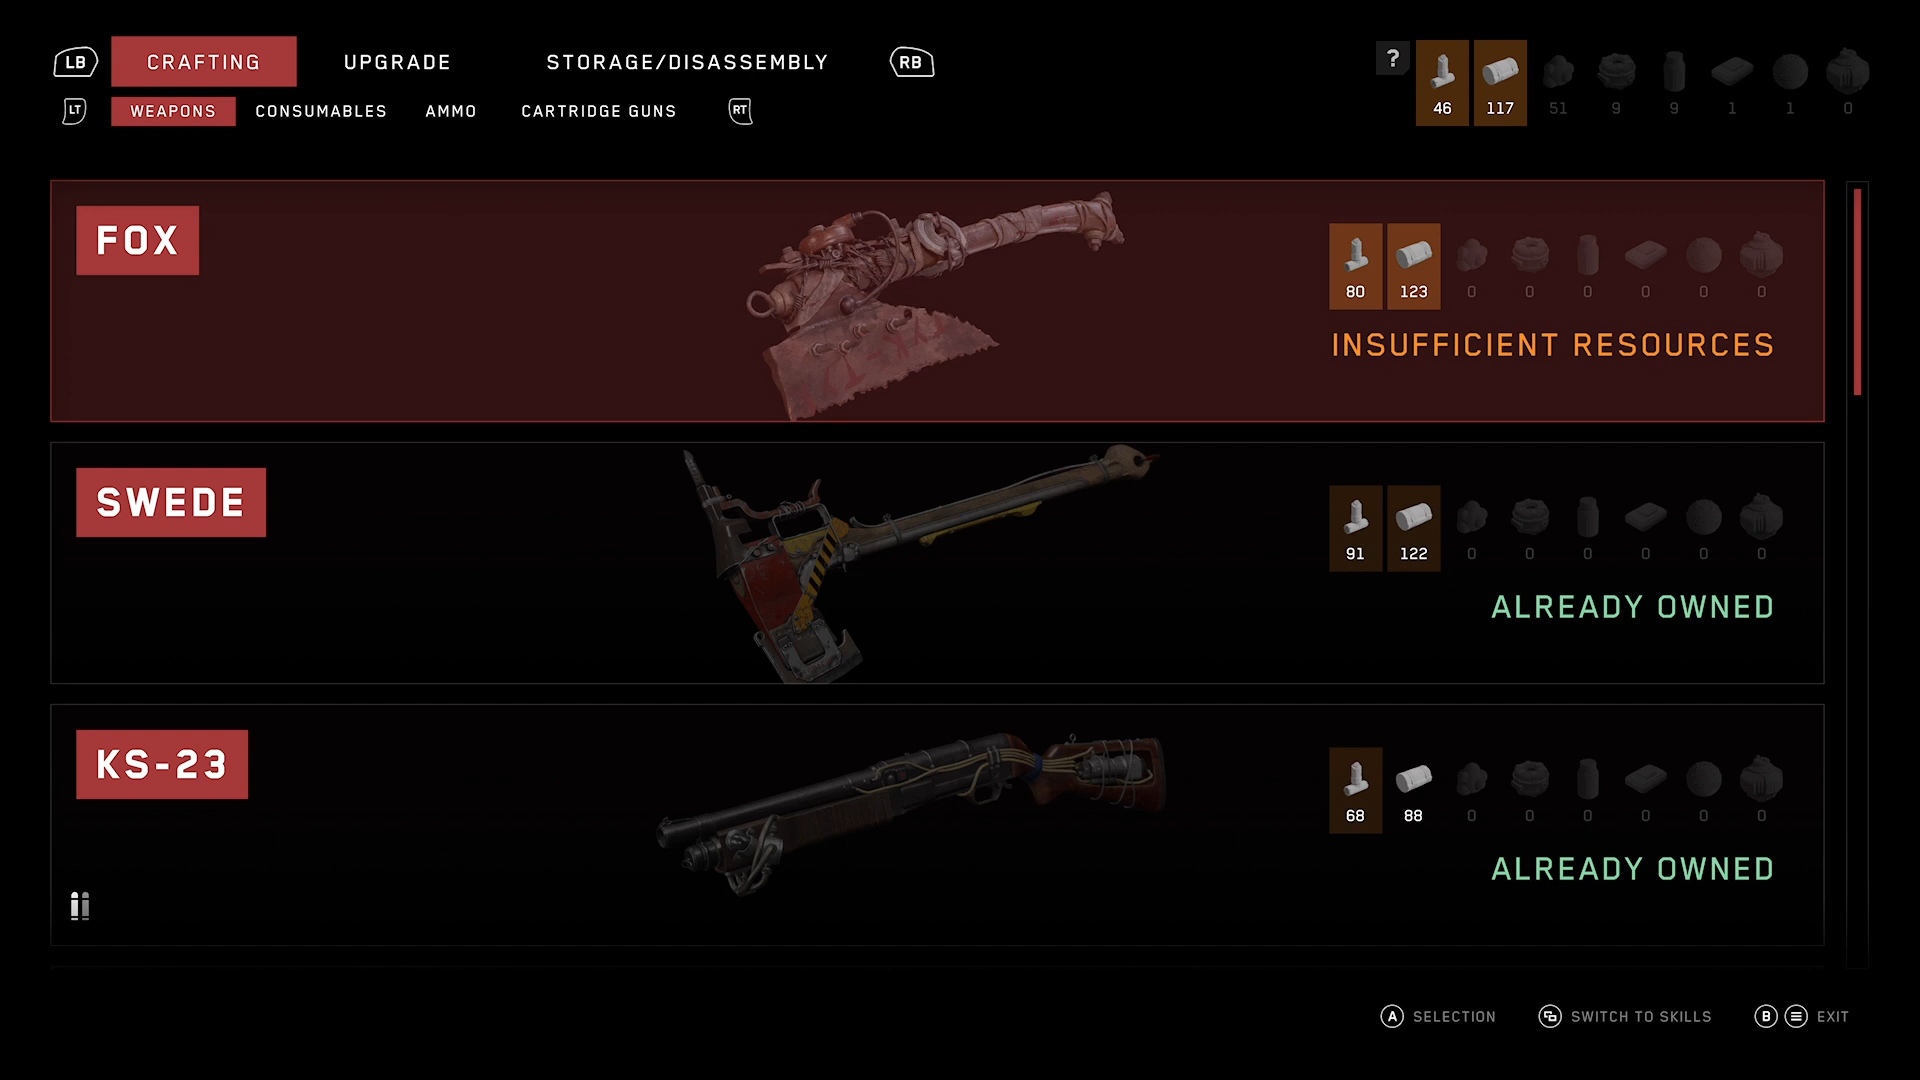 LB CRAFTING UPGRADE STORAGE/DISASSEMBLY RB
LT WEAPONS CONSUMABLES AMMO CARTRIDGE GUNS RT
?
46 117 51 9 9 1 1 0
FOX
80 123 0 0 0 0 0 0
INSUFFICIENT RESOURCES
SWEDE
91 122 0 0 0 0 0 0
ALREADY OWNED
KS-23
68 88 0 0 0 0 0 0
ALREADY OWNED
A SELECTION SWITCH TO SKILLS B EXIT